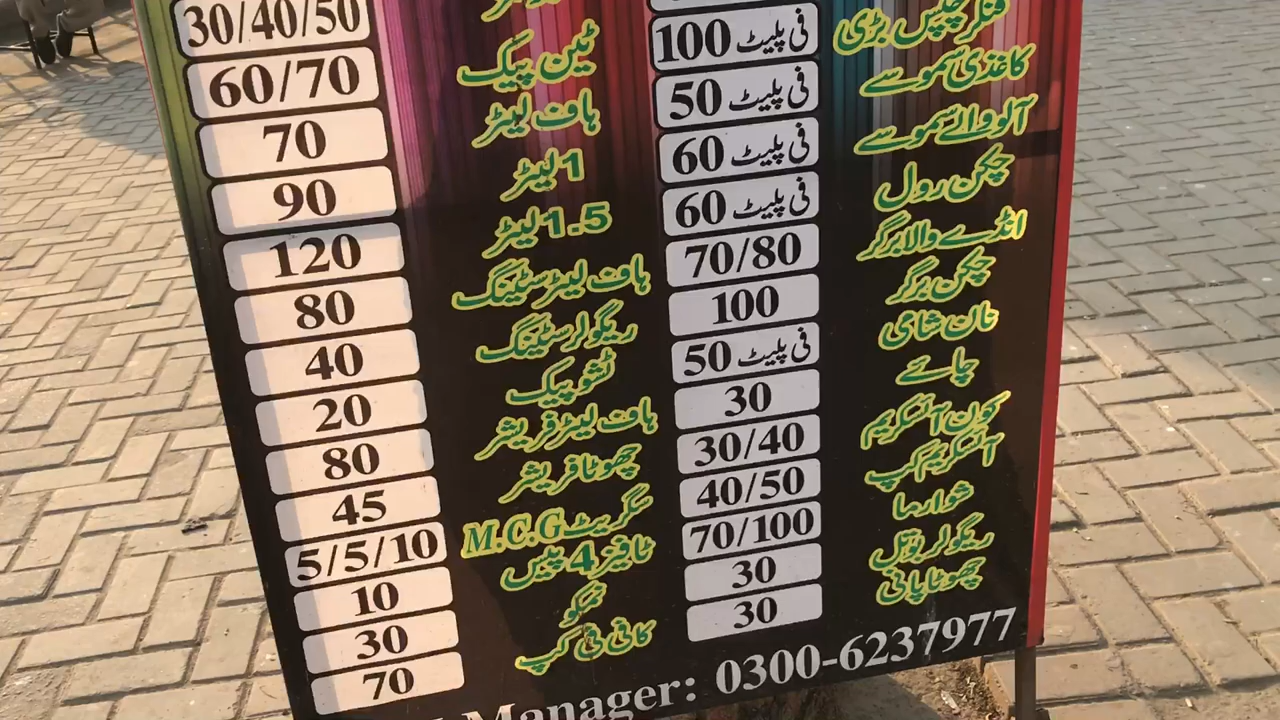 فنگر چپس بڑی فی پلیٹ 100
کاغذی سموسے فی پلیٹ 50
آلو والے سموسے فی پلیٹ 60
چکن رول فی پلیٹ 60
انڈے والا برگر 70/80
چکن برگر 100
نان شامی فی پلیٹ 50
چائے 30
کون آئسکریم 30/40
آئسکریم کپ 40/50
شوارما 70/100
ریگولر بوتل 30
چھوٹا پانی 30
30/40/50
ٹین پیک 60/70
ہاف لیٹر 70
1 لیٹر 90
1.5 لیٹر 120
ہاف لیٹر سٹینگ 80
ریگولر سٹینگ 40
ٹشو پیک 20
ہاف لیٹر فریشر 80
چھوٹا فریشر 45
سگریٹ M.C.G 5/5/10
ٹافیز 4 پیس 10
نمکو 30
کافی فی کپ 70
Manager: 0300-6237977